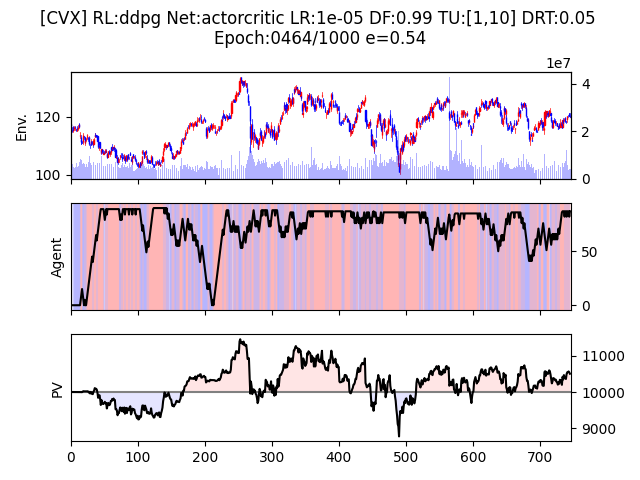 [CVX] RL:ddpg Net:actorcritic LR:1e-05 DF:0.99 TU:[1,10] DRT:0.05
Epoch:0464/1000 e=0.54
1e7
Env.
120
100
4
2
0
Agent
50
0
PV
11000
10000
9000
0 100 200 300 400 500 600 700